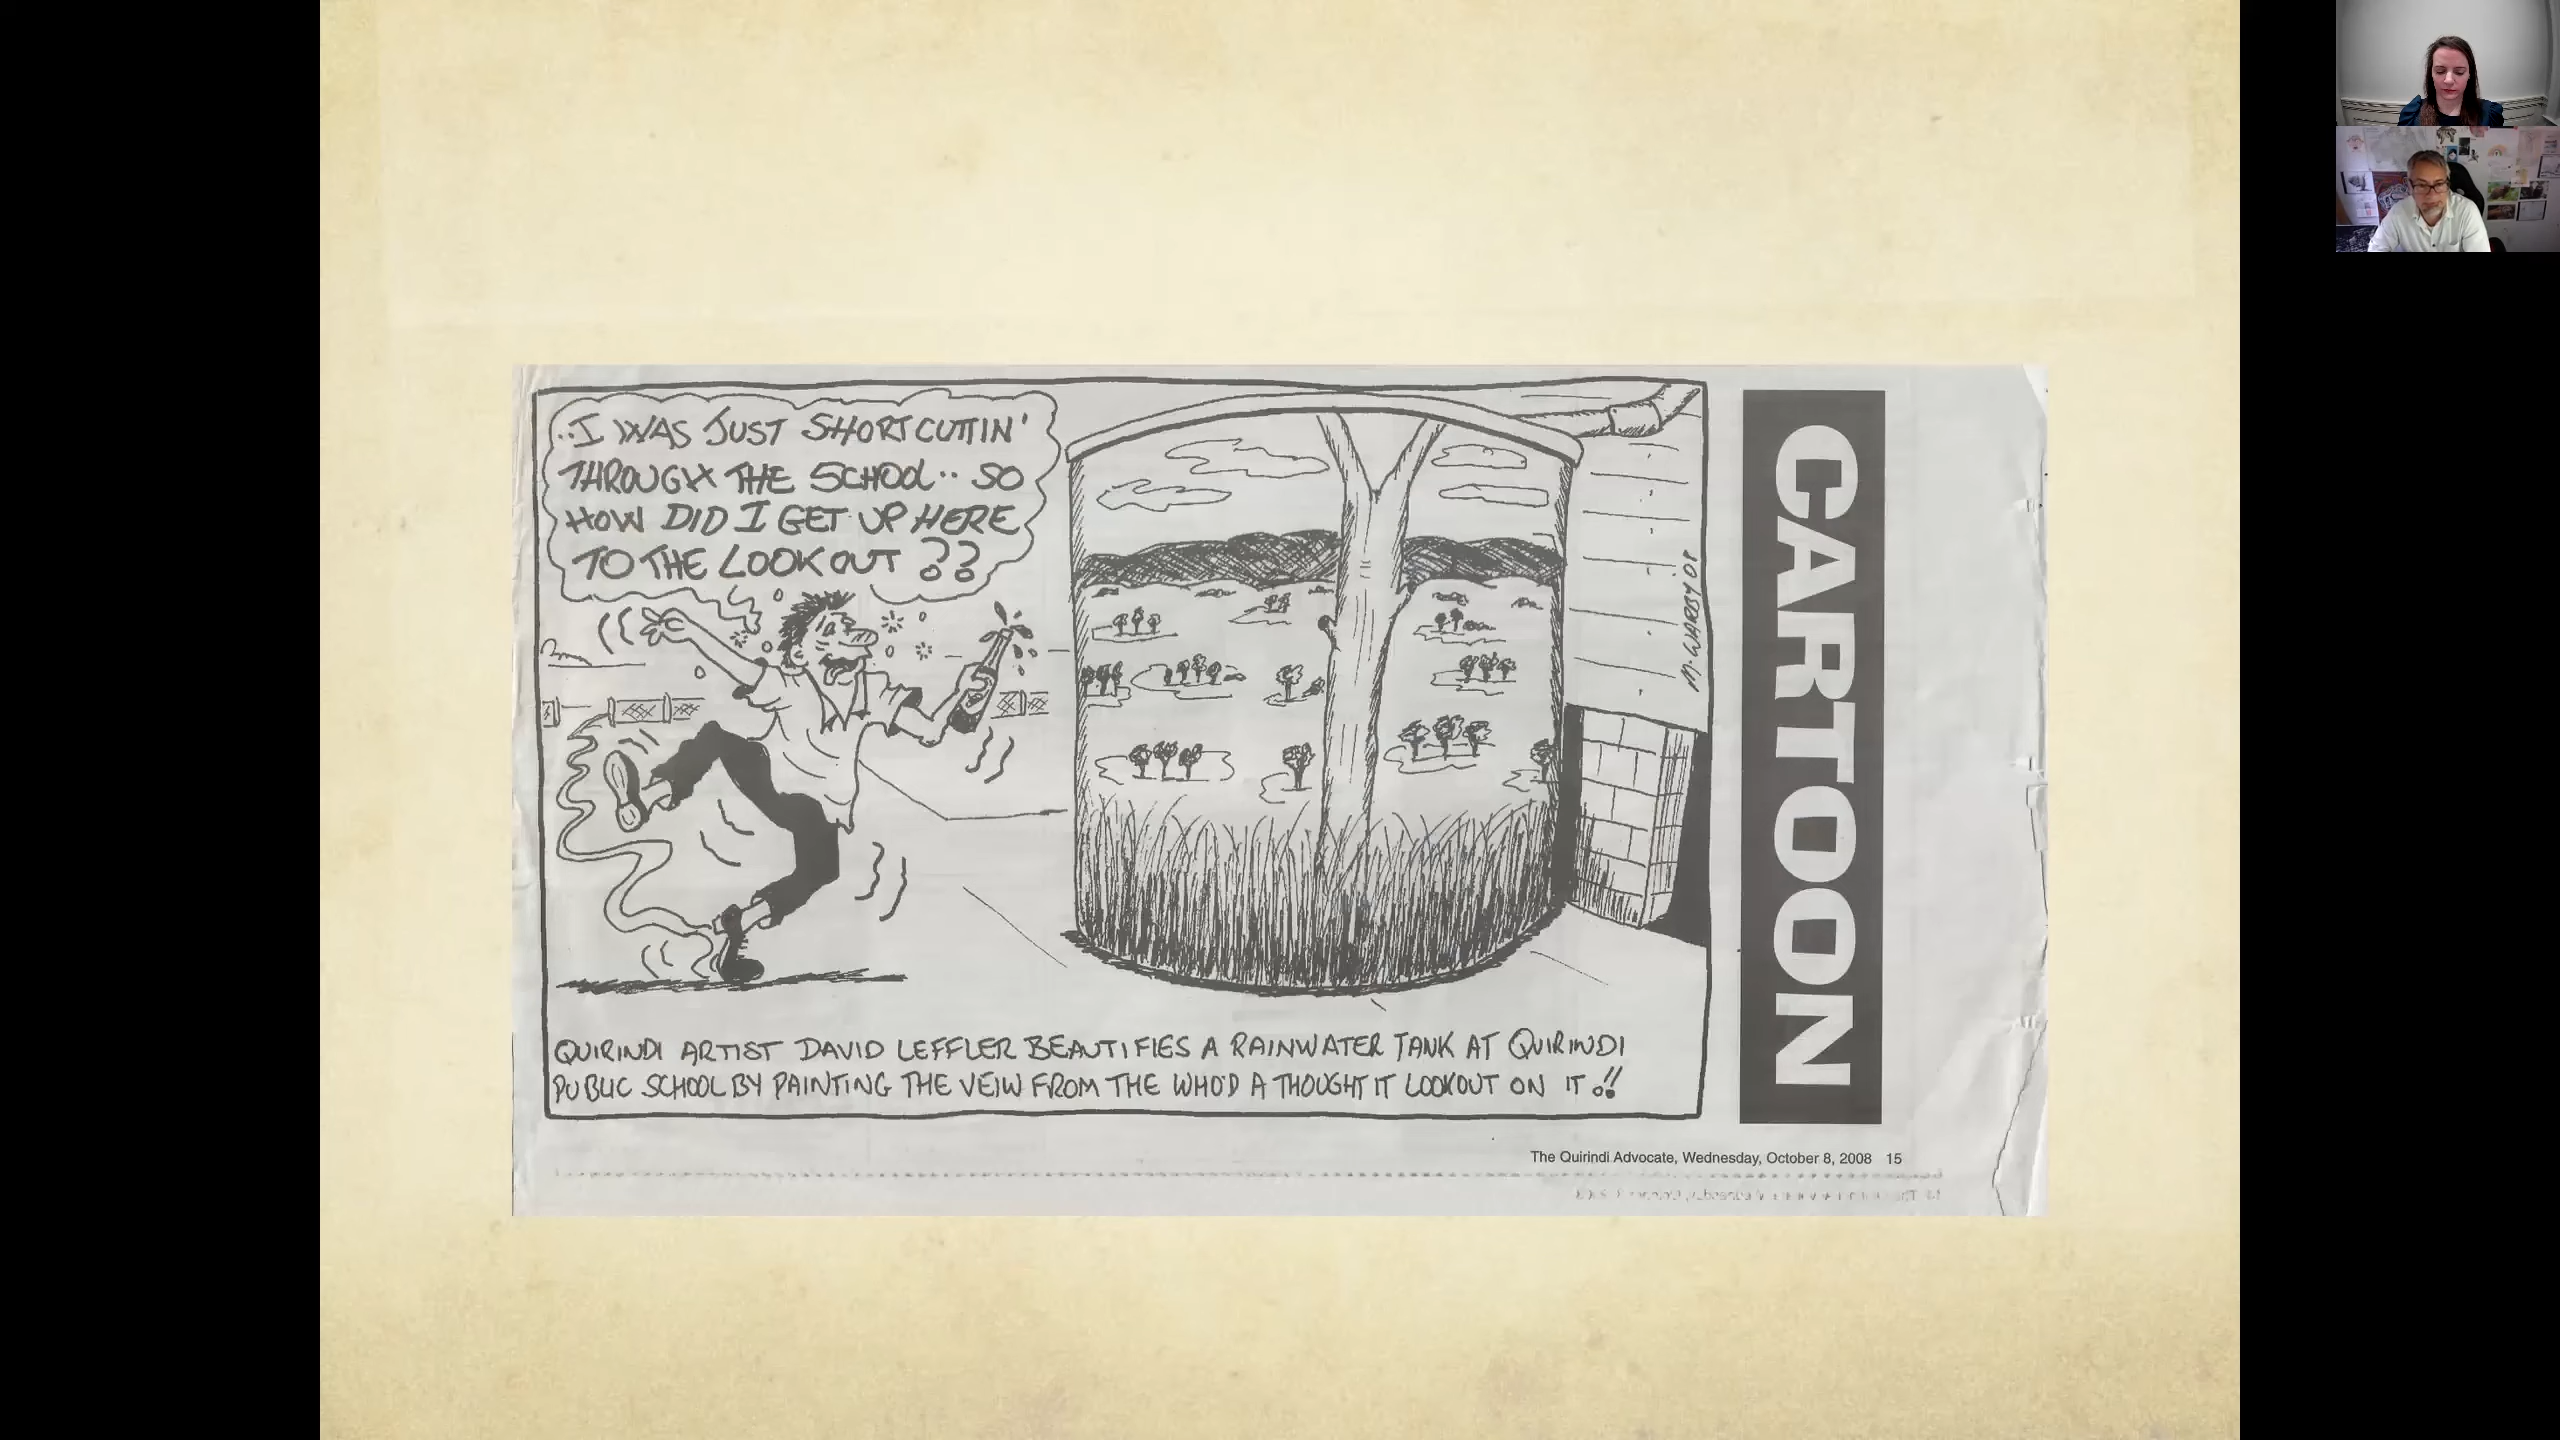 ..I WAS JUST SHORTCUTTIN'
THROUGH THE SCHOOL.. SO
HOW DID I GET UP HERE
TO THE LOOKOUT ??
M. WARBY 08
CARTOON
QUIRINDI ARTIST DAVID LEFFLER BEAUTIFIES A RAINWATER TANK AT QUIRINDI
PUBLIC SCHOOL BY PAINTING THE VEIW FROM THE WHO'D A THOUGHT IT LOOKOUT ON IT !!
The Quirindi Advocate, Wednesday, October 8, 2008 15